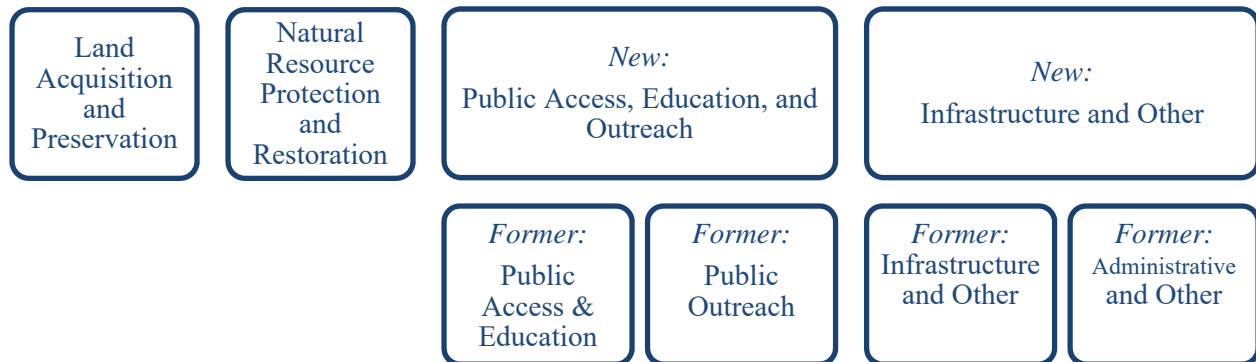 Land
Acquisition
and
Preservation
Natural
Resource
Protection
and
Restoration
New:
Public Access, Education, and
Outreach
New:
Infrastructure and Other
Former:
Public
Access &
Education
Former:
Public
Outreach
Former:
Infrastructure
and Other
Former:
Administrative
and Other